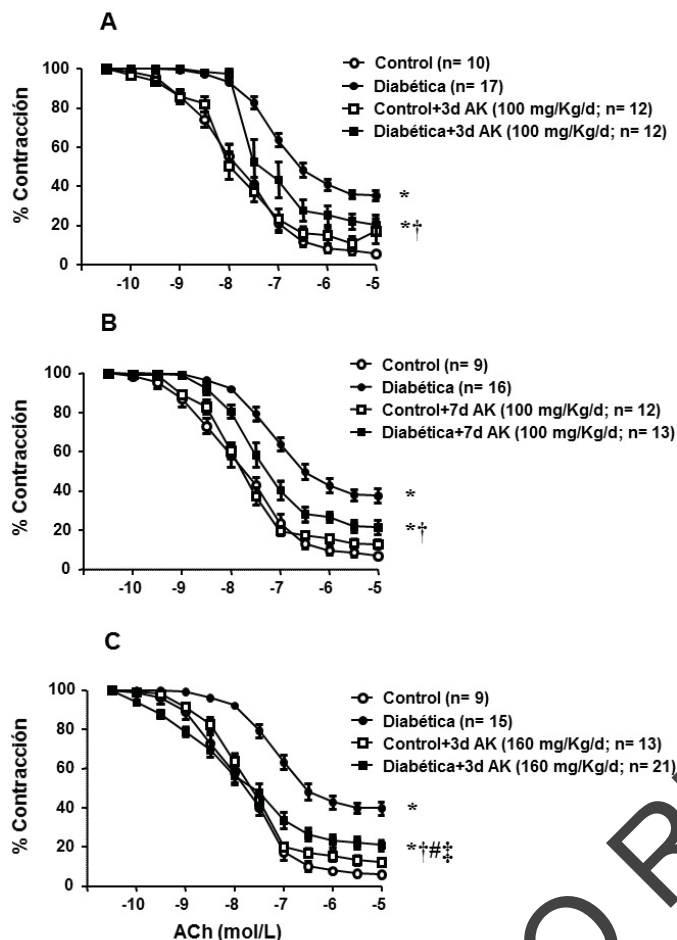 A
Control (n= 10)
Diabética (n= 17)
Control+3d AK (100 mg/Kg/d; n= 12)
Diabética+3d AK (100 mg/Kg/d; n= 12)
% Contracción
100
80
60
40
20
0
*
*†
-10 -9 -8 -7 -6 -5
B
Control (n= 9)
Diabética (n= 16)
Control+7d AK (100 mg/Kg/d; n= 12)
Diabética+7d AK (100 mg/Kg/d; n= 13)
% Contracción
100
80
60
40
20
0
*
*†
-10 -9 -8 -7 -6 -5
C
Control (n= 9)
Diabética (n= 15)
Control+3d AK (160 mg/Kg/d; n= 13)
Diabética+3d AK (160 mg/Kg/d; n= 21)
% Contracción
100
80
60
40
20
0
*
*†#‡
-10 -9 -8 -7 -6 -5
ACh (mol/L)
O R